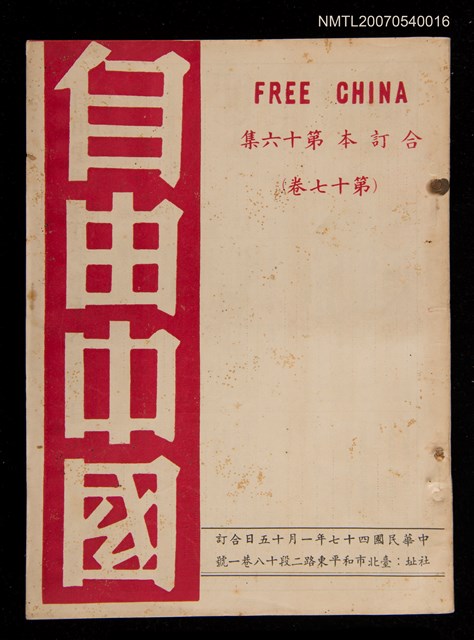 NMTL20070540016
自由中國
FREE CHINA
合訂本第十六集
(第十七卷)
中華民國四十七年一月十五日合訂
社址：臺北市和平東路二段十八巷一號